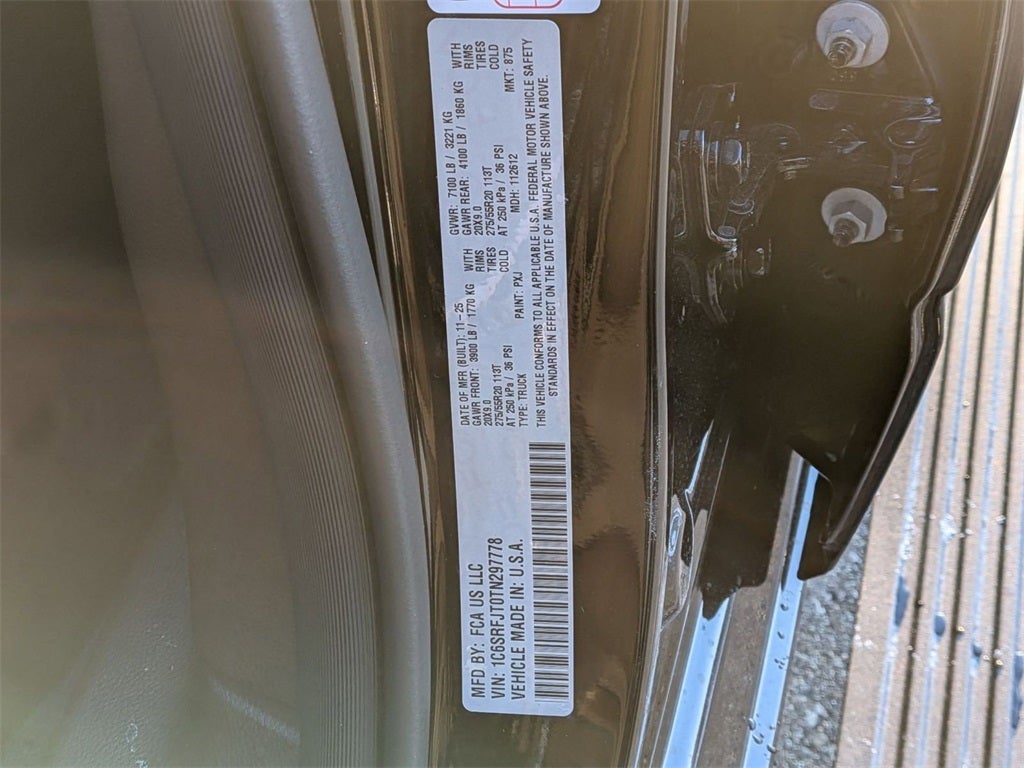 MFD BY: FCA US LLC
VIN: 1C6SRFJT0TN297778
VEHICLE MADE IN: U.S.A.
DATE OF MFR (BUILT): 11-25
GAWR FRONT: 3900 LB / 1770 KG WITH
20X9.0 RIMS
275/55R20 113T TIRES
AT 250 kPa / 36 PSI COLD
TYPE: TRUCK PAINT: PXJ MDH: 112612 MKT: 875
GVWR: 7100 LB / 3221 KG
GAWR REAR: 4100 LB / 1860 KG WITH
20X9.0 RIMS
275/55R20 113T TIRES
AT 250 kPa / 36 PSI COLD
THIS VEHICLE CONFORMS TO ALL APPLICABLE U.S.A. FEDERAL MOTOR VEHICLE SAFETY
STANDARDS IN EFFECT ON THE DATE OF MANUFACTURE SHOWN ABOVE.